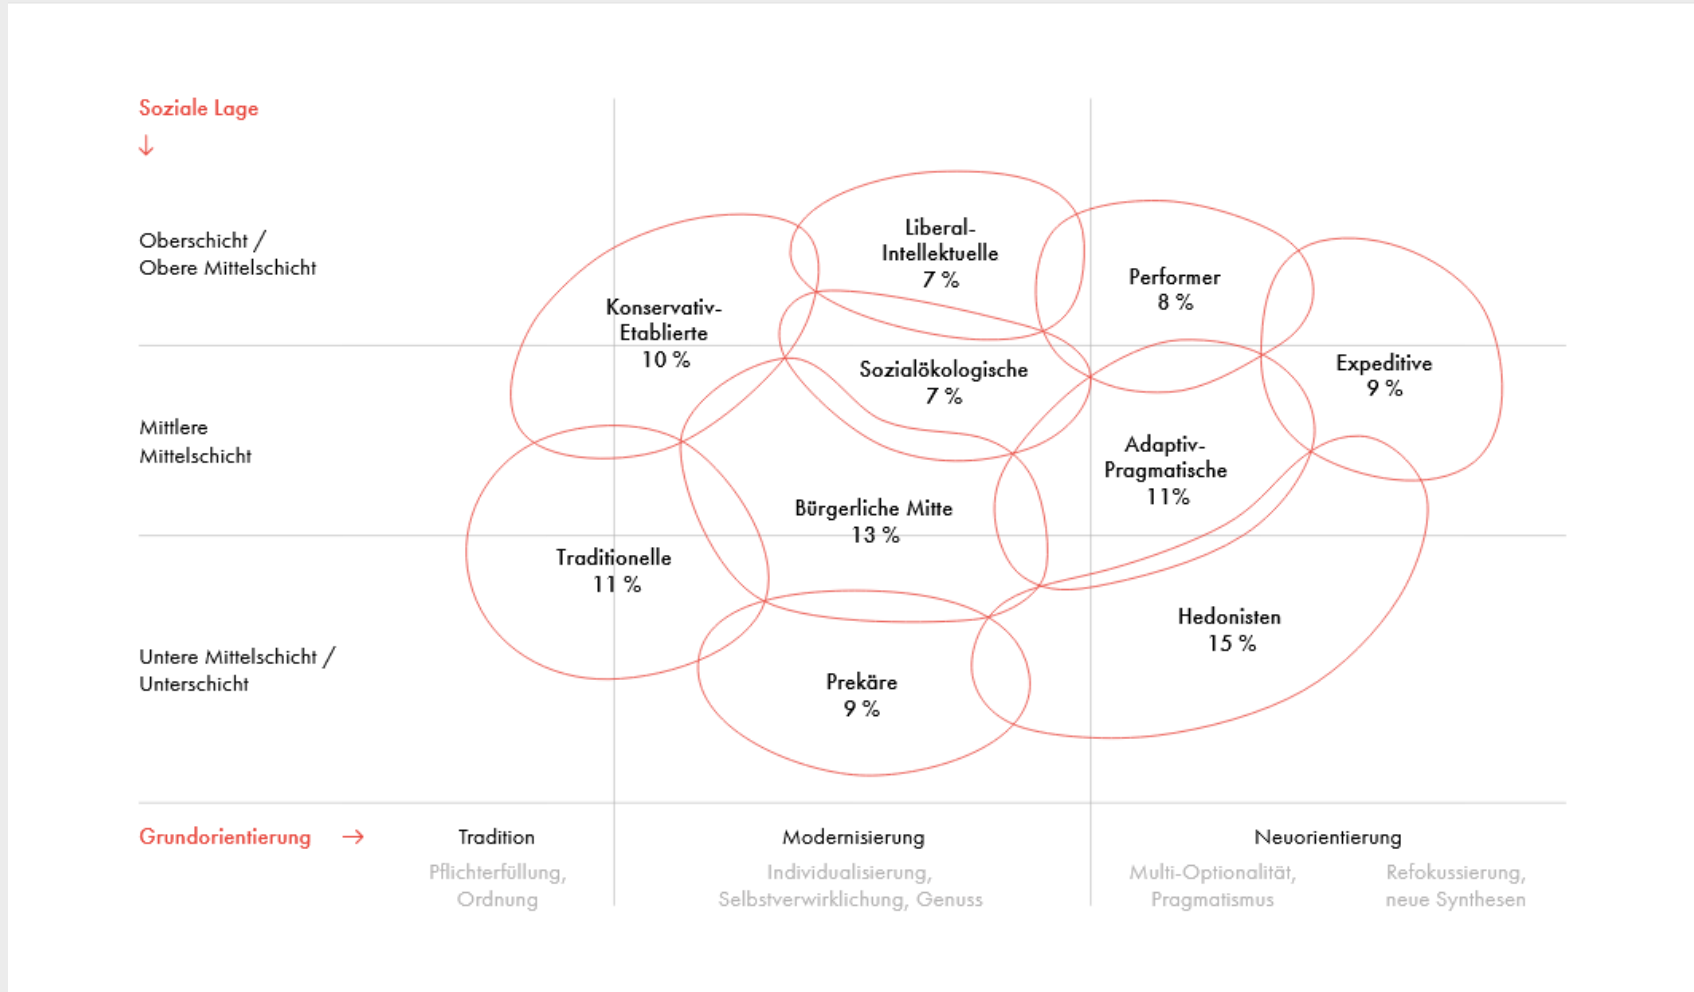 Soziale Lage
↓
Oberschicht /
Obere Mittelschicht
Mittlere
Mittelschicht
Untere Mittelschicht /
Unterschicht
Konservativ-
Etablierte
10 %
Liberal-
Intellektuelle
7 %
Performer
8 %
Expeditive
9 %
Sozialökologische
7 %
Adaptiv-
Pragmatische
11%
Bürgerliche Mitte
13 %
Traditionelle
11 %
Hedonisten
15 %
Prekäre
9 %
Grundorientierung →
Tradition
Pflichterfüllung,
Ordnung
Modernisierung
Individualisierung,
Selbstverwirklichung, Genuss
Neuorientierung
Multi-Optionalität,
Pragmatismus
Refokussierung,
neue Synthesen